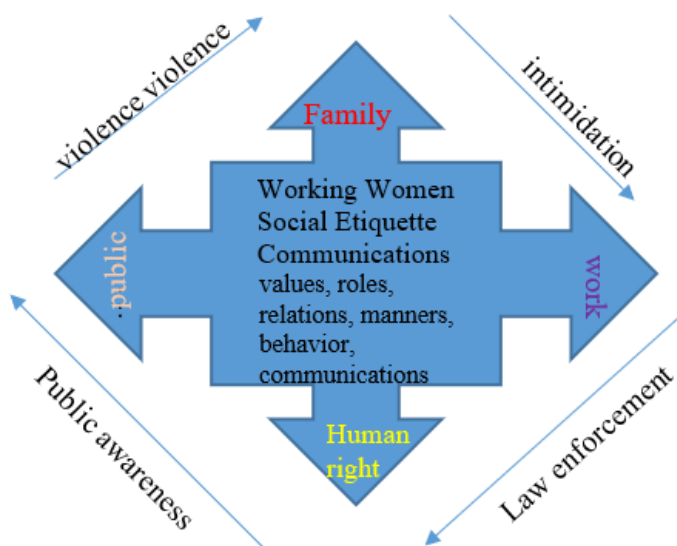 violence violence
intimidation
Family
Working Women
Social Etiquette
Communications
values, roles,
relations, manners,
behavior,
communications
.public
work
Human
right
Public awareness
Law enforcement